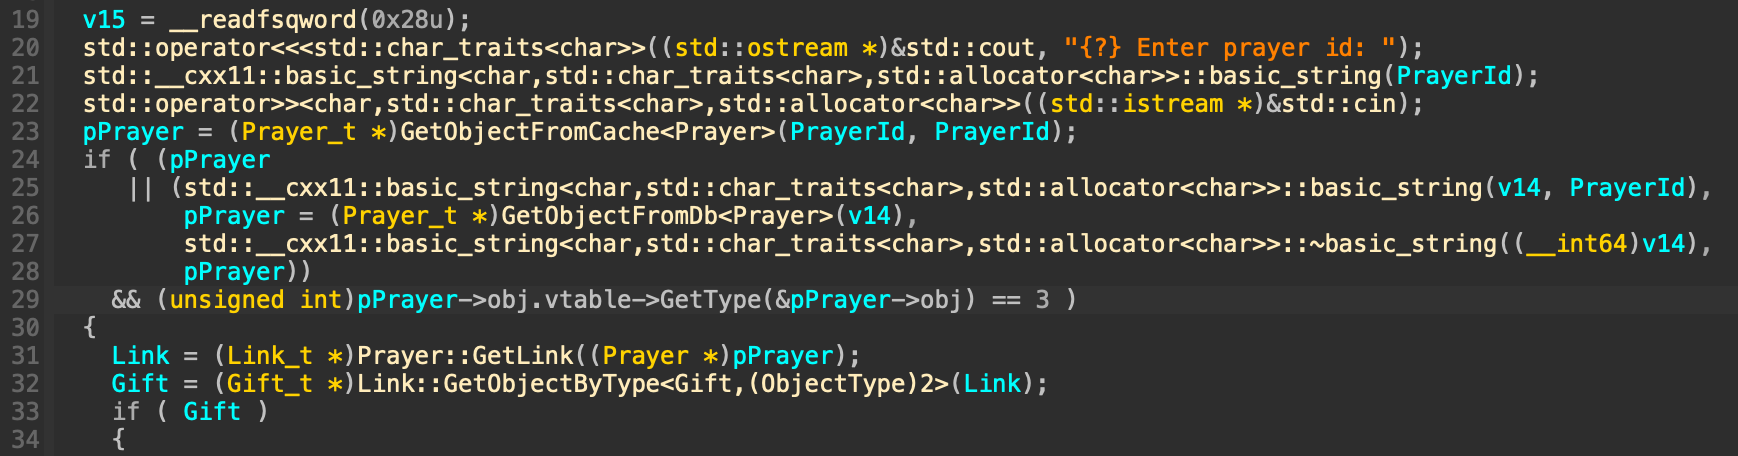 19 v15 = __readfsqword(0x28u);
20 std::operator<<<std::char_traits<char>>((std::ostream *)&std::cout, "{?} Enter prayer id: ");
21 std::__cxx11::basic_string<char,std::char_traits<char>,std::allocator<char>>::basic_string(PrayerId);
22 std::operator>><char,std::char_traits<char>,std::allocator<char>>((std::istream *)&std::cin);
23 pPrayer = (Prayer_t *)GetObjectFromCache<Prayer>(PrayerId, PrayerId);
24 if ( (pPrayer
25 || (std::__cxx11::basic_string<char,std::char_traits<char>,std::allocator<char>>::basic_string(v14, PrayerId),
26 pPrayer = (Prayer_t *)GetObjectFromDb<Prayer>(v14),
27 std::__cxx11::basic_string<char,std::char_traits<char>,std::allocator<char>>::~basic_string((__int64)v14),
28 pPrayer))
29 && (unsigned int)pPrayer->obj.vtable->GetType(&pPrayer->obj) == 3 )
30 {
31 Link = (Link_t *)Prayer::GetLink((Prayer *)pPrayer);
32 Gift = (Gift_t *)Link::GetObjectByType<Gift,(ObjectType)2>(Link);
33 if ( Gift )
34 {